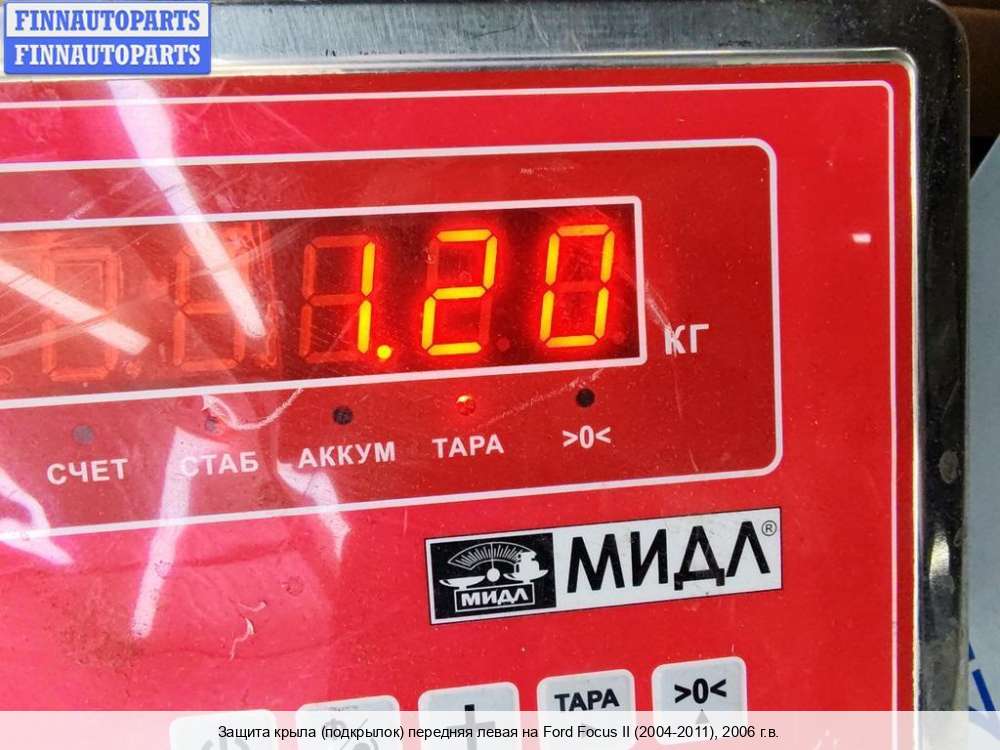 FINNAUTOPARTS
FINNAUTOPARTS
1.20
КГ
СЧЕТ СТАБ АККУМ ТАРА >0<
МИДЛ МИДЛ®
ТАРА >0<
Защита крыла (подкрылок) передняя левая на Ford Focus II (2004-2011), 2006 г.в.